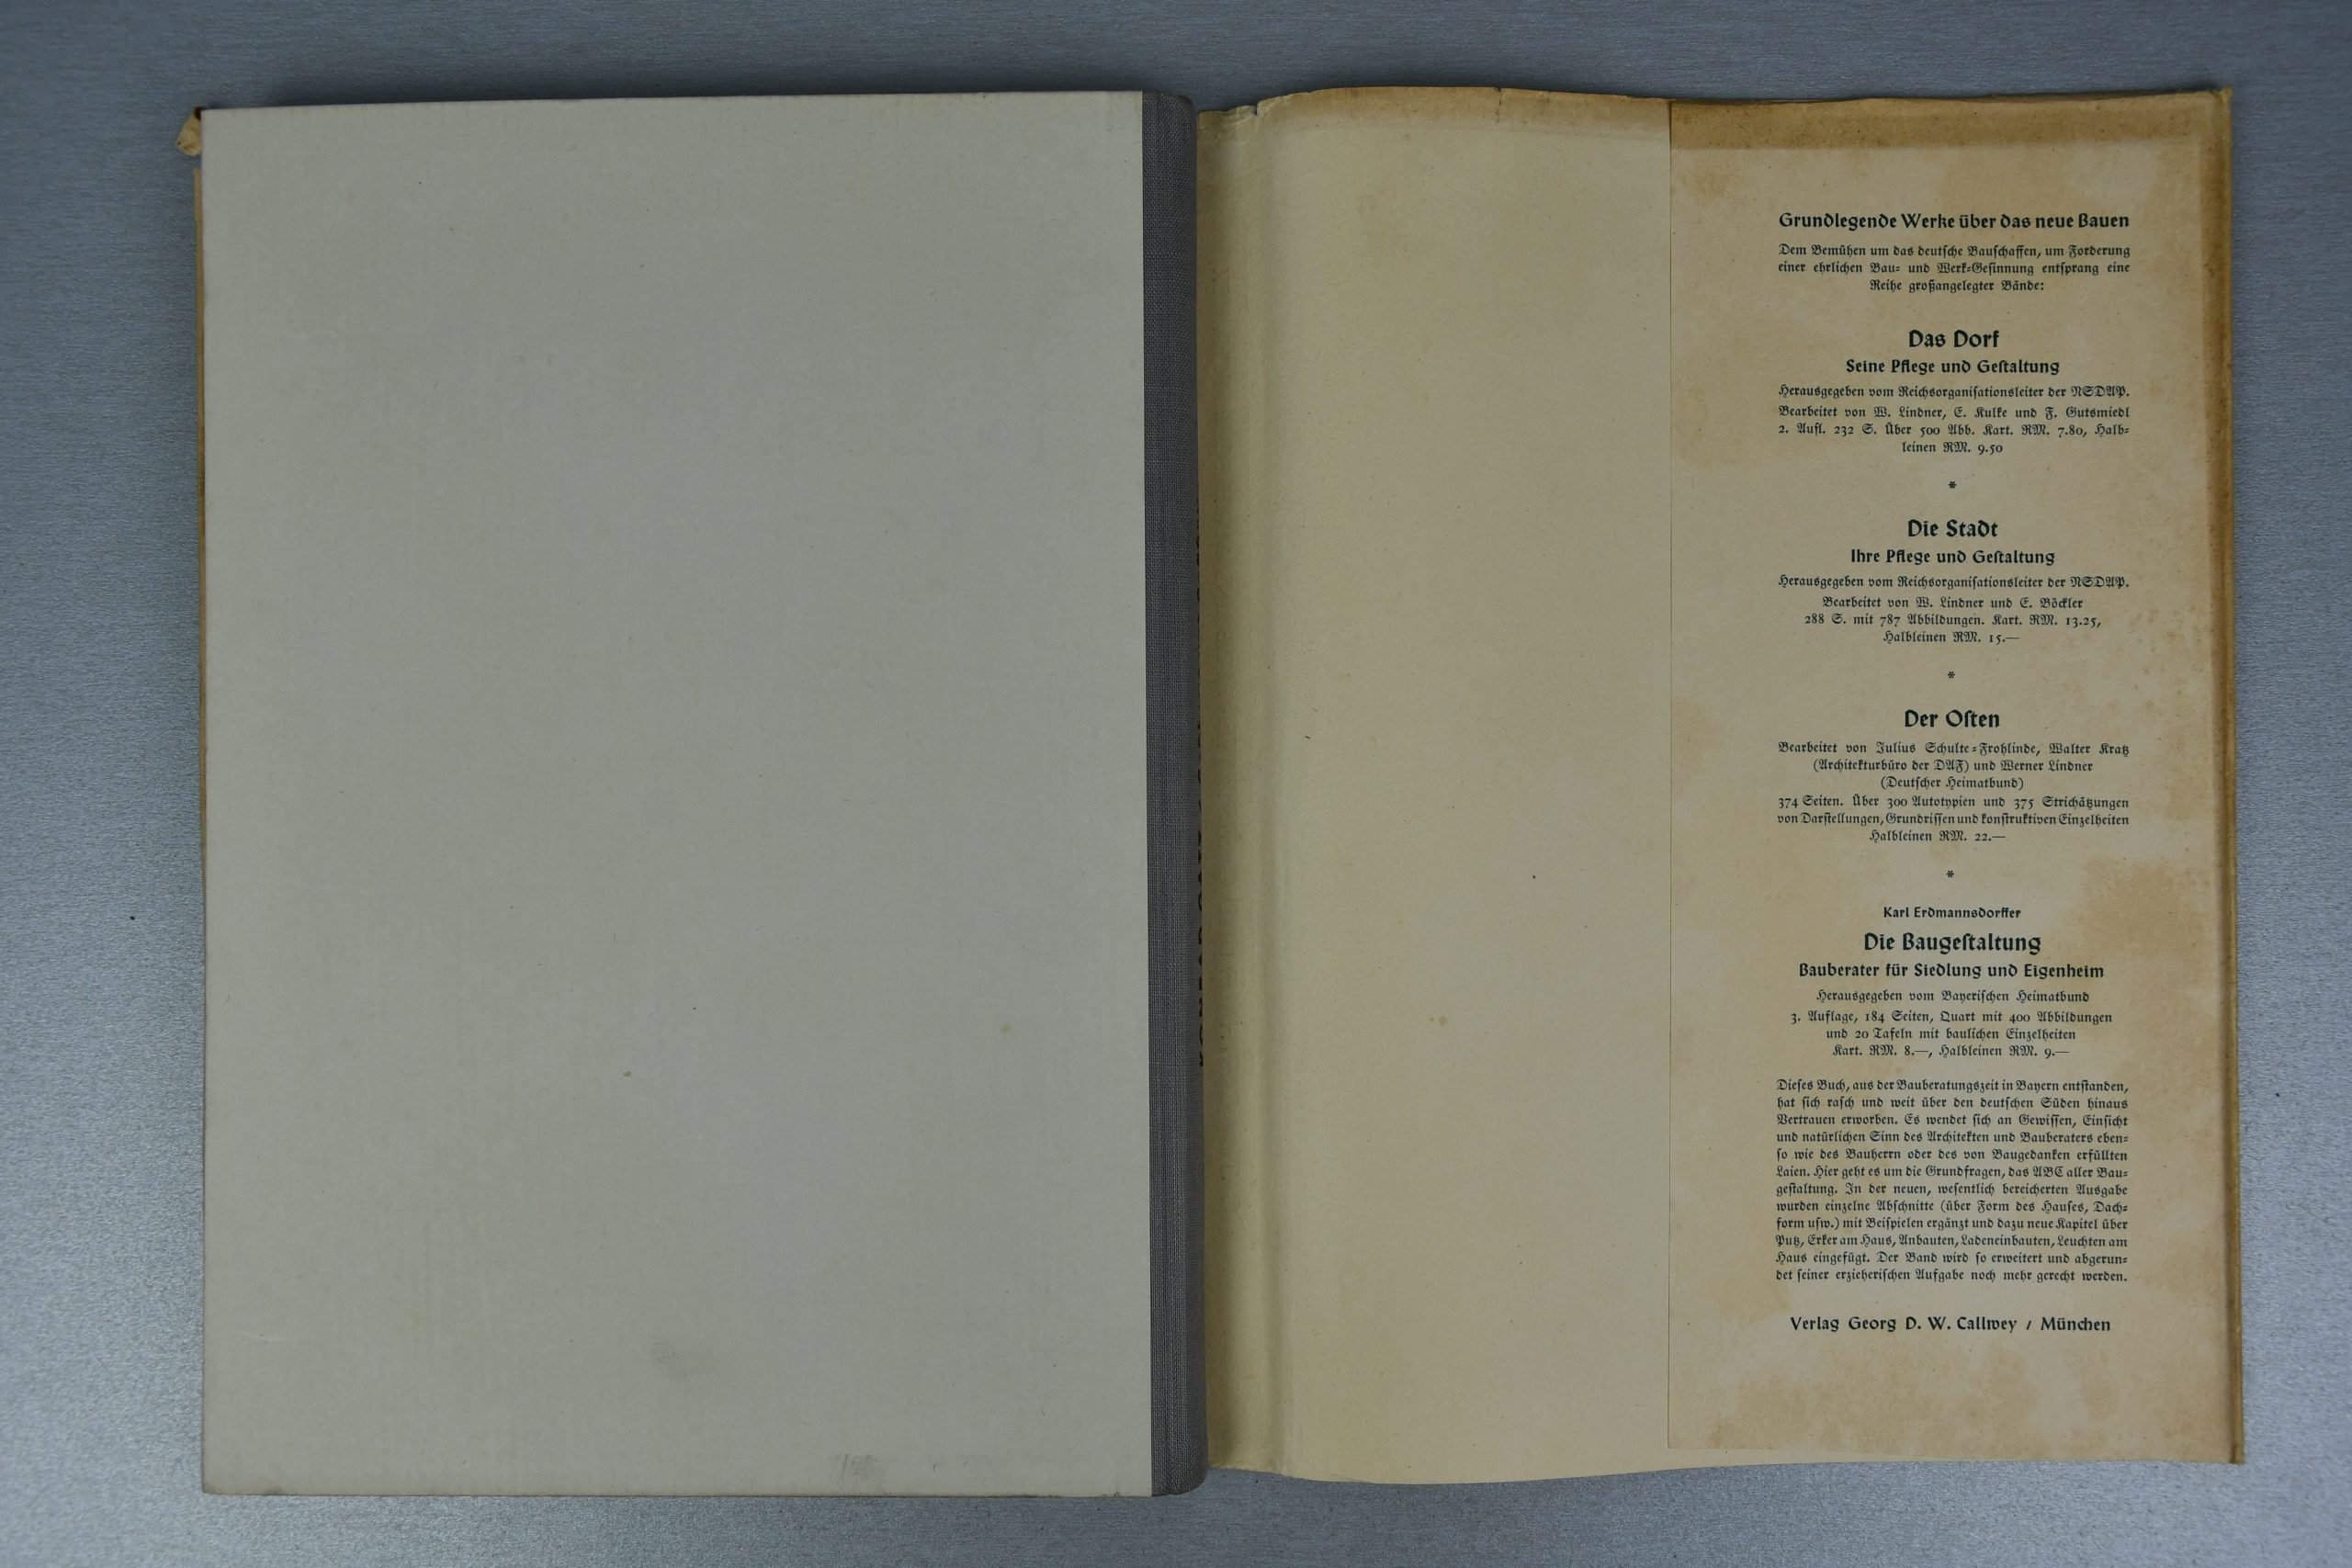 Grundlegende Werke über das neue Bauen
Dem Bemühen um das deutsche Bauschaffen, um Forderung
einer ehrlichen Bau- und Werk-Gesinnung entsprang eine
Reihe großangelegter Bände:
Das Dorf
Seine Pflege und Gestaltung
Herausgegeben vom Reichsorganisationsleiter der NSDAP.
Bearbeitet von W. Lindner, E. Kulke und F. Gutsmiedl
2. Aufl. 232 S. Über 500 Abb. Kart. RM. 7.80, Halb-
leinen RM. 9.50
*
Die Stadt
Ihre Pflege und Gestaltung
Herausgegeben vom Reichsorganisationsleiter der NSDAP.
Bearbeitet von W. Lindner und E. Böckler
288 S. mit 787 Abbildungen. Kart. RM. 13.25,
Halbleinen RM. 15.—
*
Der Osten
Bearbeitet von Julius Schulte-Frohlinde, Walter Kratz
(Architekturbüro der DAF) und Werner Lindner
(Deutscher Heimatbund)
374 Seiten. Über 300 Autotypien und 375 Strichätzungen
von Darstellungen, Grundrissen und konstruktiven Einzelheiten
Halbleinen RM. 22.—
*
Karl Erdmannsdorffer
Die Baugestaltung
Bauberater für Siedlung und Eigenheim
Herausgegeben vom Bayerischen Heimatbund
3. Auflage, 184 Seiten, Quart mit 400 Abbildungen
und 20 Tafeln mit baulichen Einzelheiten
Kart. RM. 8.—, Halbleinen RM. 9.—
Dieses Buch, aus der Bauberatungszeit in Bayern entstanden,
hat sich rasch und weit über den deutschen Süden hinaus
Vertrauen erworben. Es wendet sich an Gewissen, Einsicht
und natürlichen Sinn des Architekten und Bauberaters eben-
so wie des Bauherrn oder des von Baugedanken erfüllten
Laien. Hier geht es um die Grundfragen, das ABC aller Bau-
gestaltung. In der neuen, wesentlich bereicherten Ausgabe
wurden einzelne Abschnitte (über Form des Hauses, Dach-
form usw.) mit Beispielen ergänzt und dazu neue Kapitel über
Putz, Erker am Haus, Anbauten, Ladeneinbauten, Leuchten am
Haus eingefügt. Der Band wird so erweitert und abgerun-
det seiner erzieherischen Aufgabe noch mehr gerecht werden.
Verlag Georg D. W. Callwey / München